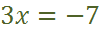 3x = −7